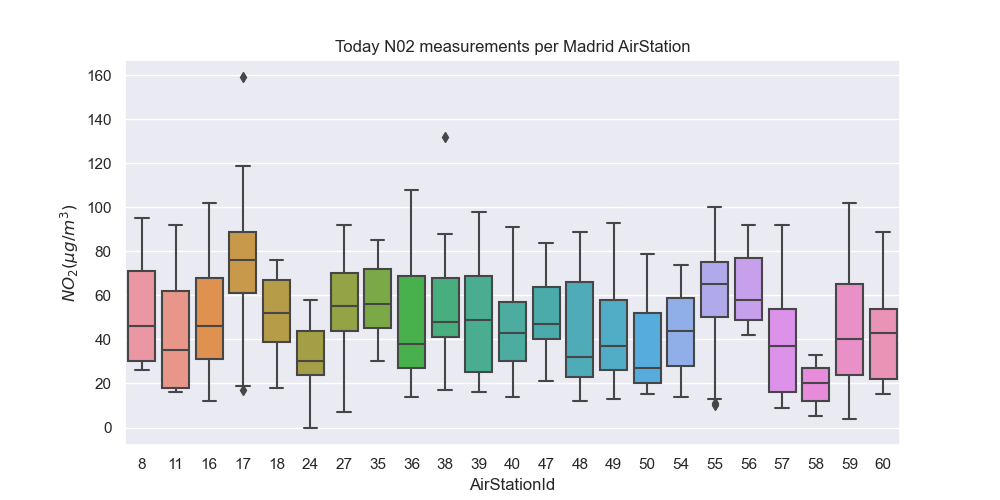 Today N02 measurements per Madrid AirStation
NO₂(μg/m³)
160
140
120
100
80
60
40
20
0
8 11 16 17 18 24 27 35 36 38 39 40 47 48 49 50 54 55 56 57 58 59 60
AirStationId